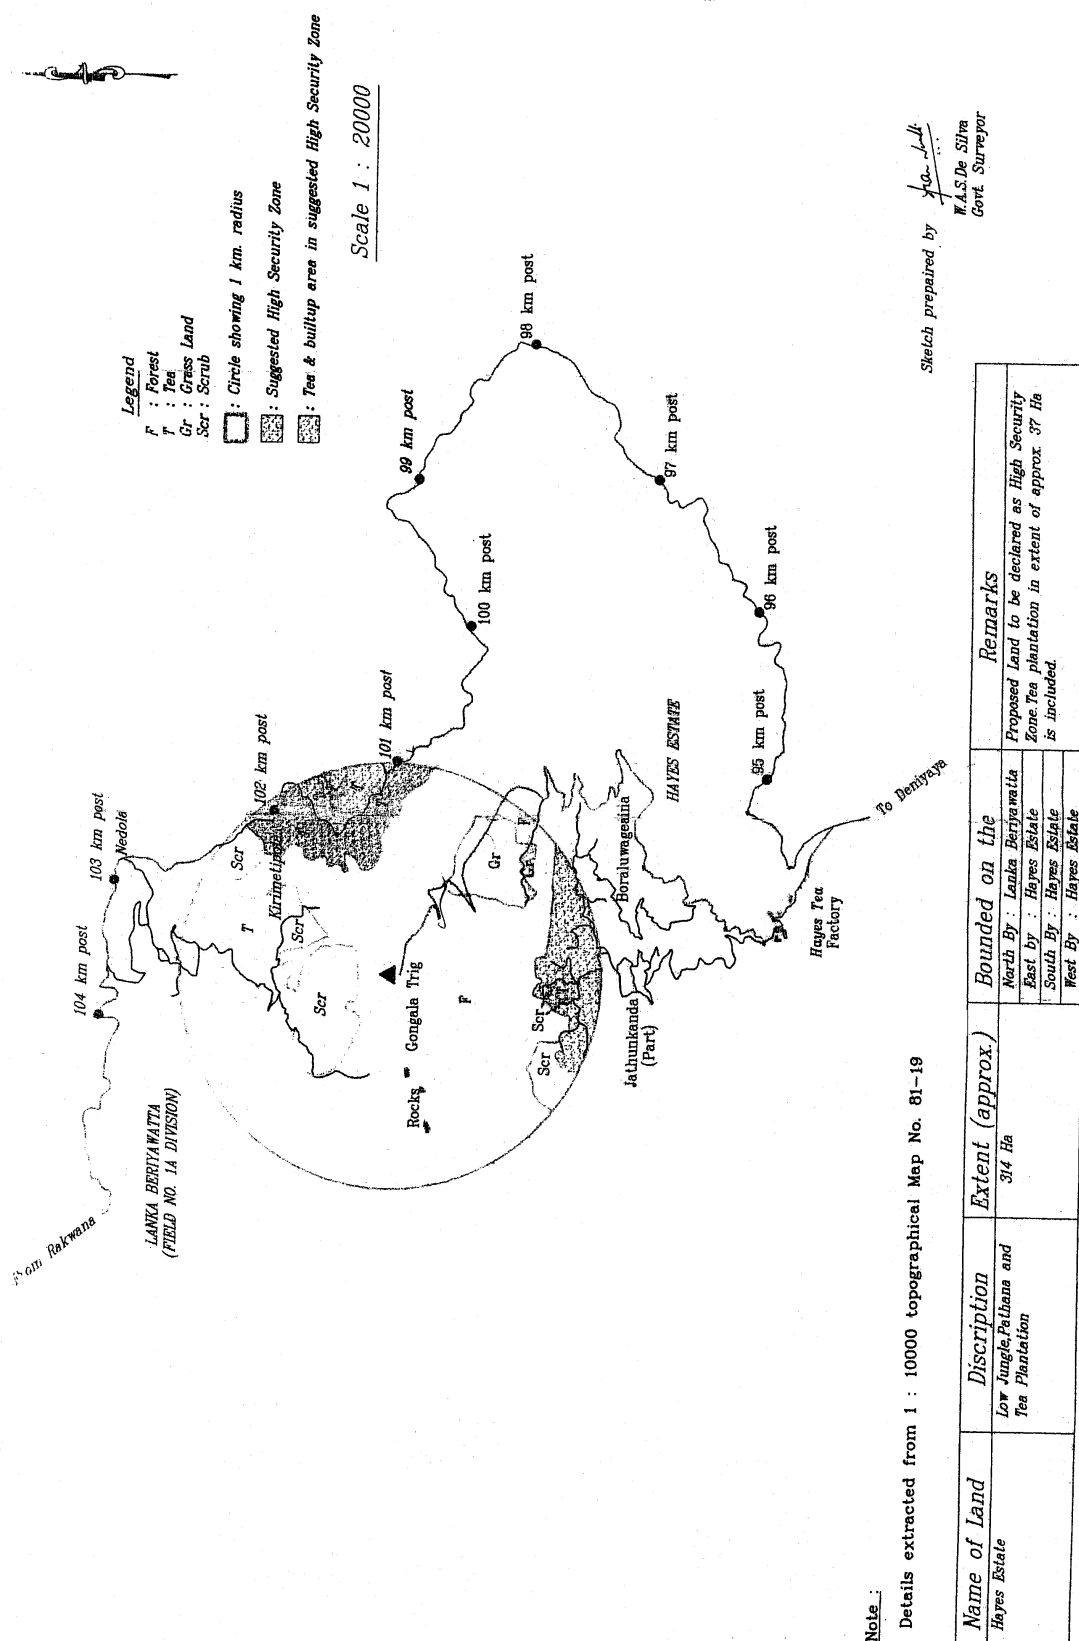 Legend
F : Forest
T : Tea
Gr : Grass Land
Scr : Scrub
: Circle showing 1 km. radius
: Suggested High Security Zone
: Tea & builtup area in suggested High Security Zone
Scale 1 : 20000
From Rakwana
104 km post
103 km post
Nedola
102 km post
101 km post
100 km post
99 km post
98 km post
97 km post
96 km post
95 km post
To Deniyaya
LANKA BERIYAWATTA
(FIELD NO. 1A DIVISION)
Scr
Kirimetipola
T
Scr
Scr
T
T
Rocks
Gongala Trig
F
Gr
F
Gr
Scr
Scr
T
Jathunkanda
(Part)
Boraluwageaina
HAYES ESTATE
Hayes Tea
Factory
Sketch prepaired by
W.A.S.De Silva
Govt. Surveyor
Note :
Details extracted from 1 : 10000 topographical Map No. 81-19
Name of Land
Discription
Extent (approx.)
Bounded on the
Remarks
Hayes Estate
Low Jungle,Pathana and
Tea Plantation
314 Ha
North By : Lanka Beriyawatta
East by : Hayes Estate
South By : Hayes Estate
West By : Hayes Estate
Proposed Land to be declared as High Security
Zone.Tea plantation in extent of approx. 37 Ha
is included.